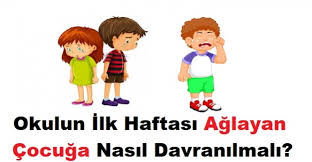 Okulun İlk Haftası Ağlayan
Çocuğa Nasıl Davranılmalı?